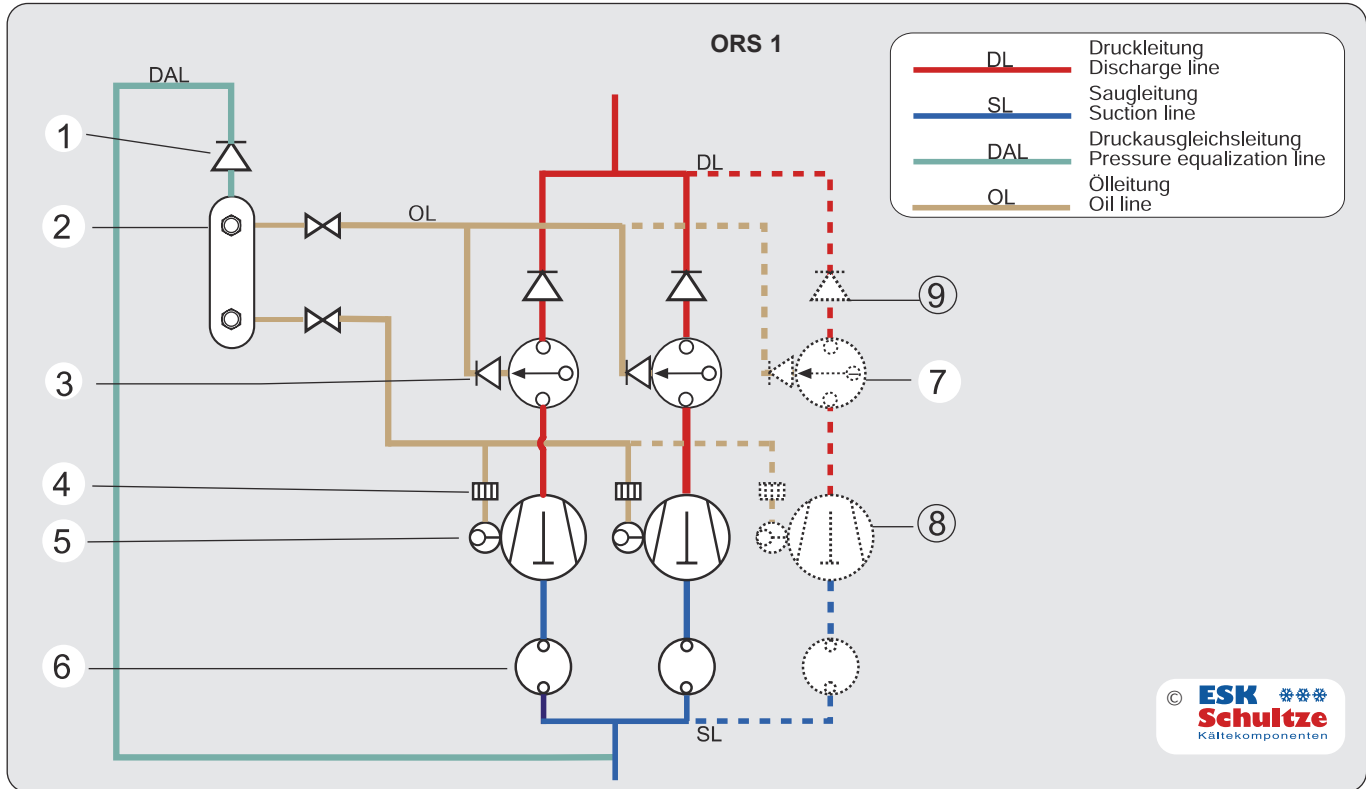 ORS 1
DL
Druckleitung
Discharge line
SL
Saugleitung
Suction line
DAL
Druckausgleichsleitung
Pressure equalization line
OL
Ölleitung
Oil line
DAL
1
2
OL
DL
9
3
7
4
5
8
6
SL
© ESK
Schultze
Kältekomponenten